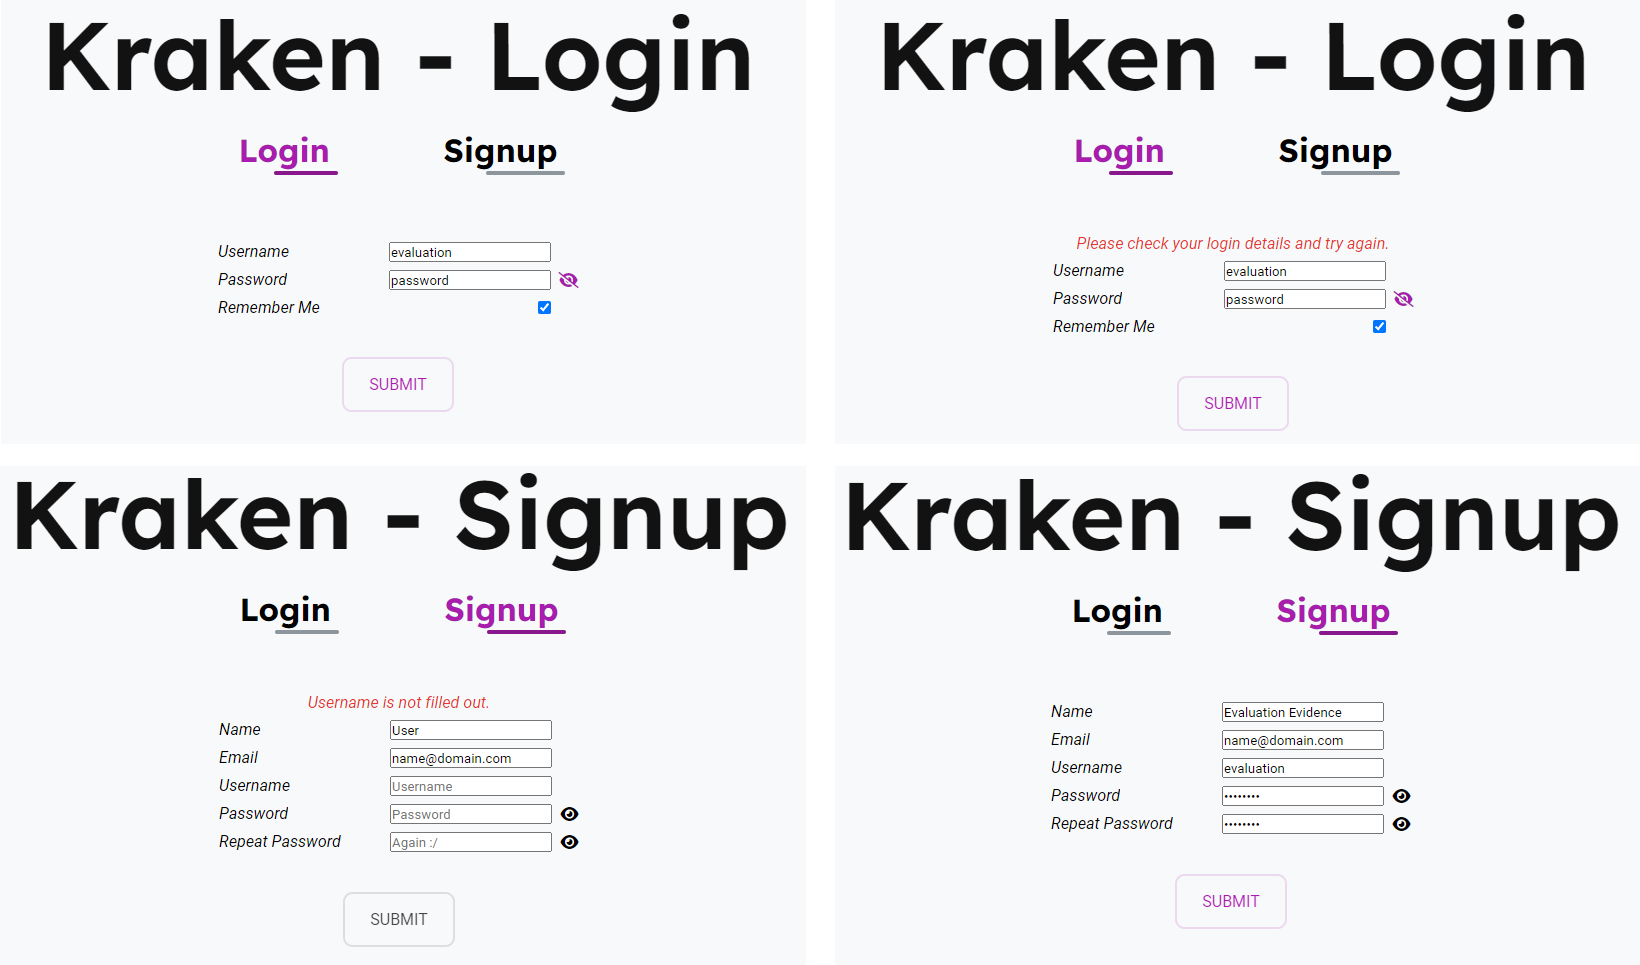 Kraken - Login
Login Signup
Username evaluation
Password password
Remember Me
SUBMIT
Kraken - Login
Login Signup
Please check your login details and try again.
Username evaluation
Password password
Remember Me
SUBMIT
Kraken - Signup
Login Signup
Username is not filled out.
Name User
Email name@domain.com
Username Username
Password Password
Repeat Password Again :/
SUBMIT
Kraken - Signup
Login Signup
Name Evaluation Evidence
Email name@domain.com
Username evaluation
Password ••••••••
Repeat Password ••••••••
SUBMIT